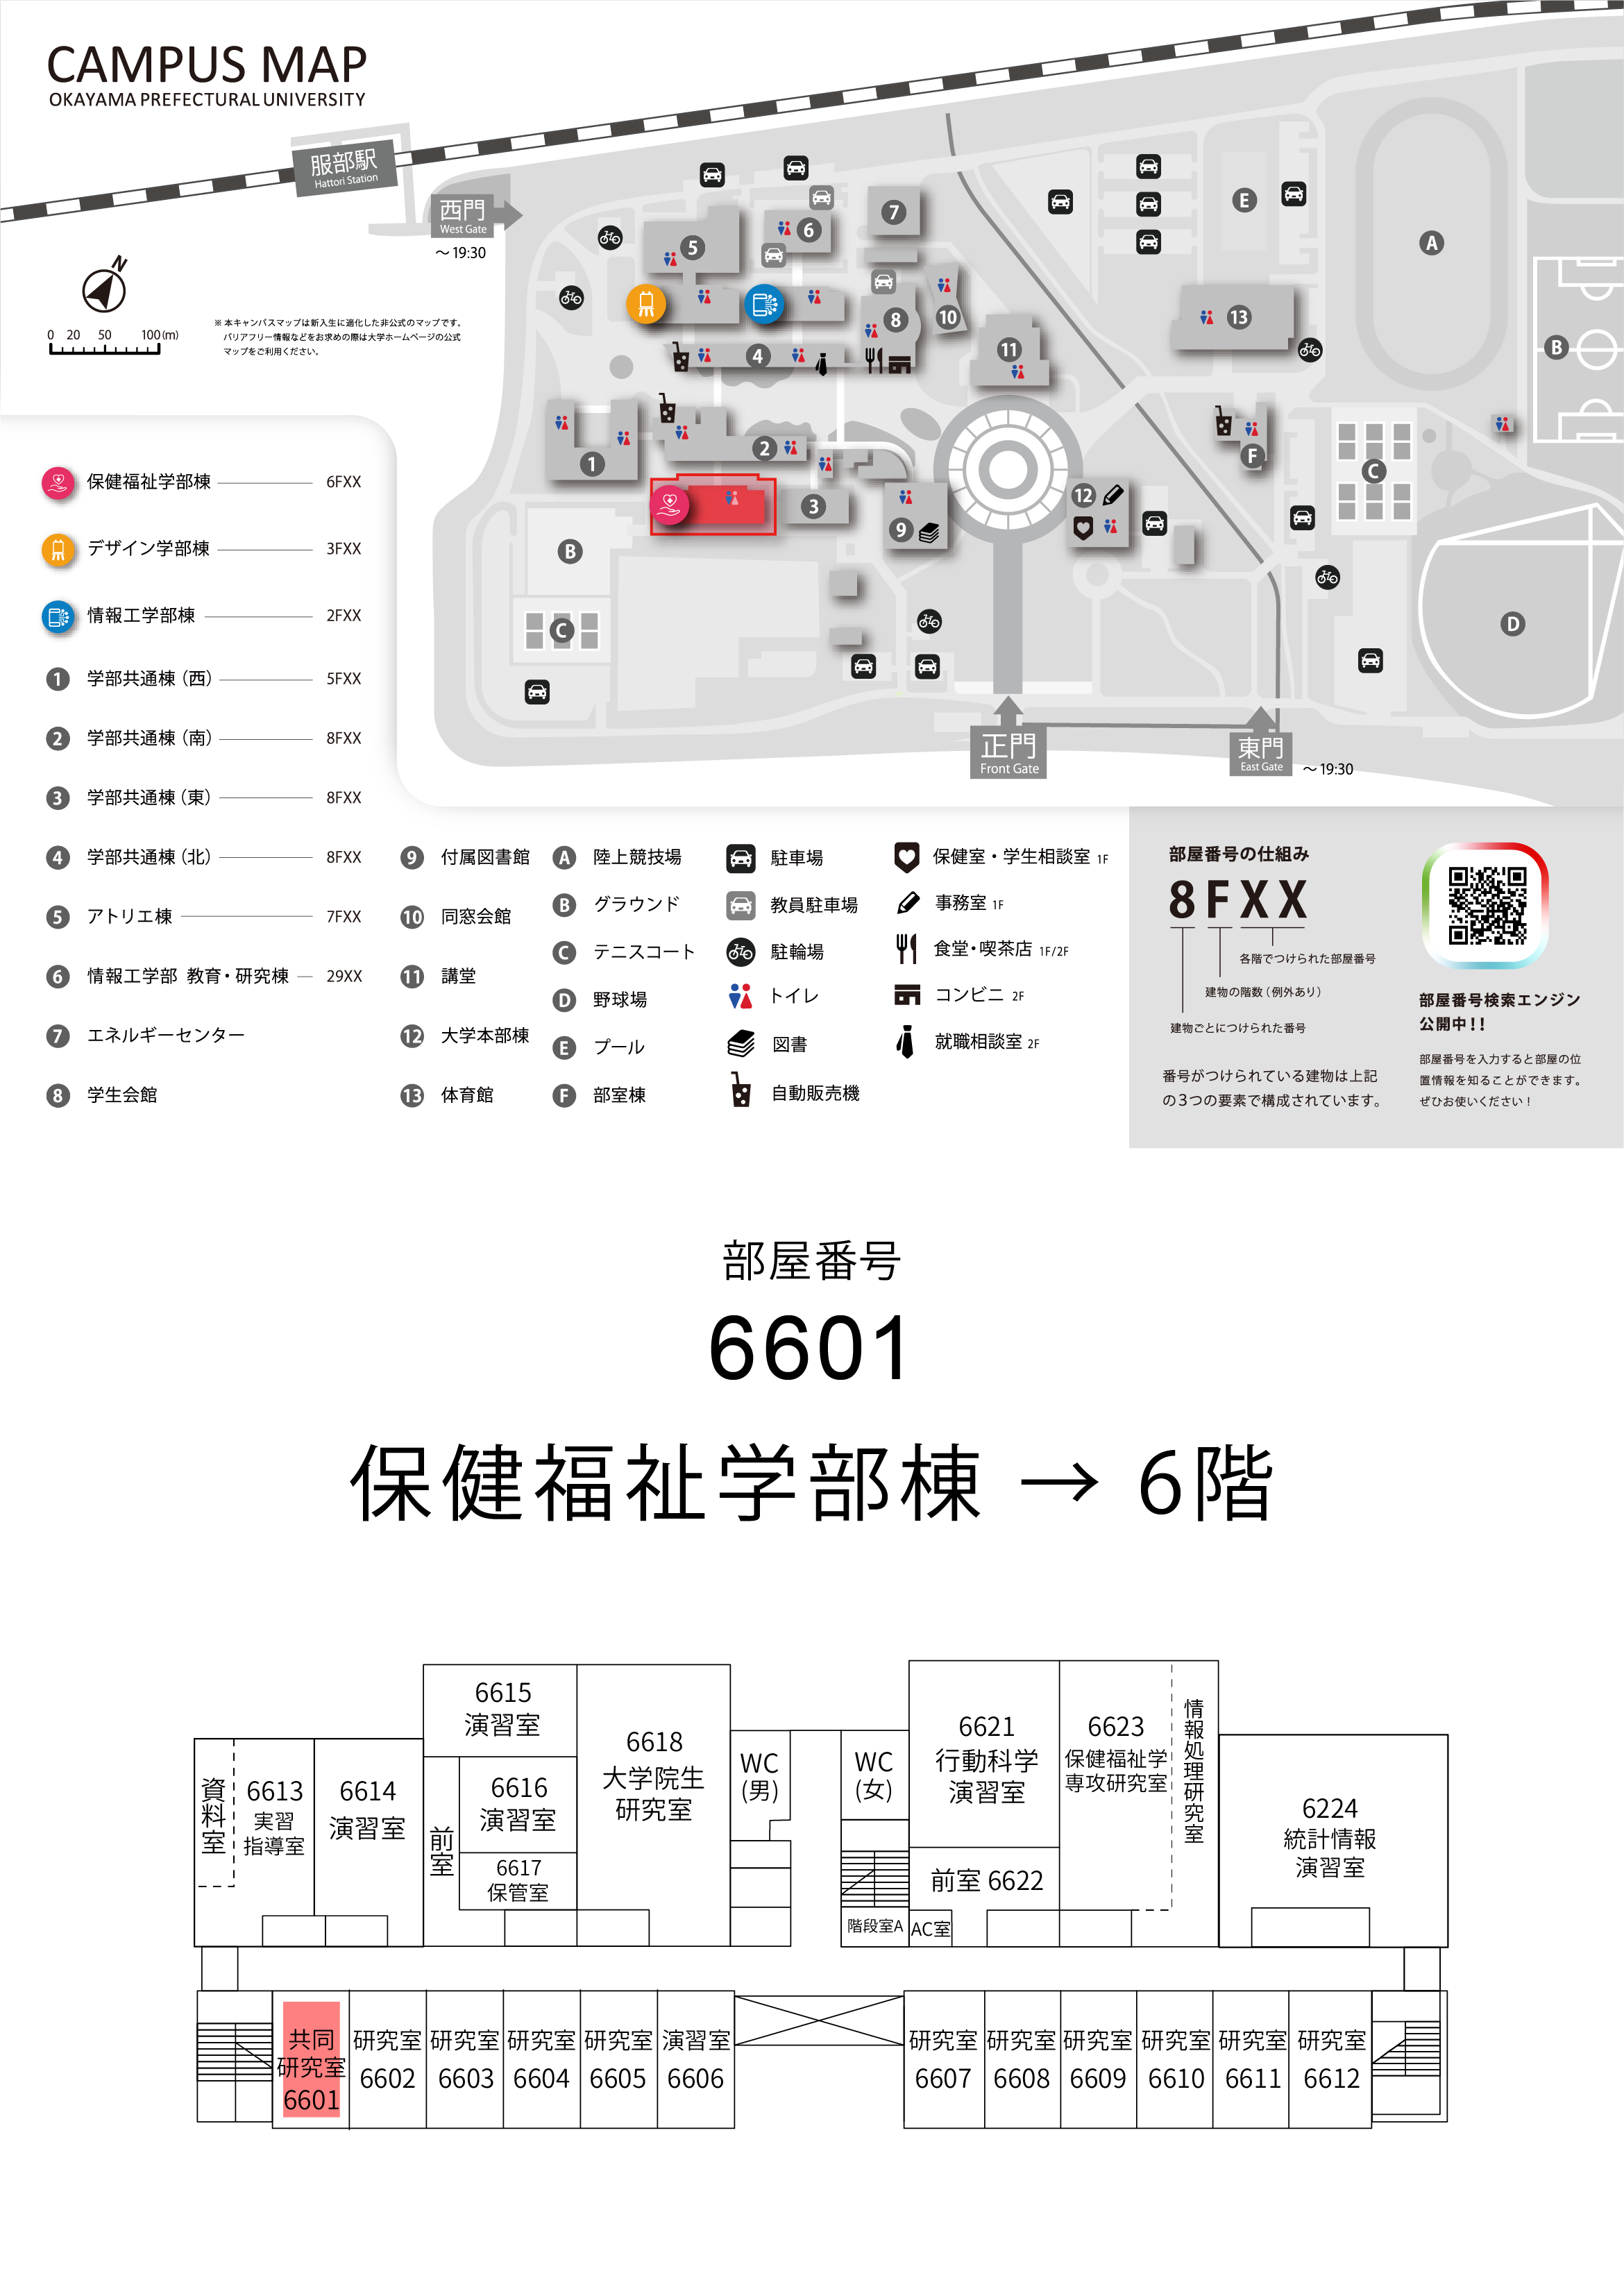 CAMPUS MAP
OKAYAMA PREFECTURAL UNIVERSITY
服部駅
Hattori Station
西門
West Gate
～19:30
N
0 20 50 100(m)
※ 本キャンパスマップは新入生に適化した非公式のマップです。
バリアフリー情報などをお求めの際は大学ホームページの公式
マップをご利用ください。
7
6
5
E
A
8
10
13
4
11
B
2
1
F
C
3
12
9
B
C
D
正門
Front Gate
東門
East Gate
～19:30
保健福祉学部棟 6FXX
デザイン学部棟 3FXX
情報工学部棟 2FXX
1 学部共通棟（西） 5FXX
2 学部共通棟（南） 8FXX
3 学部共通棟（東） 8FXX
4 学部共通棟（北） 8FXX
5 アトリエ棟 7FXX
6 情報工学部 教育・研究棟 29XX
7 エネルギーセンター
8 学生会館
9 付属図書館
10 同窓会館
11 講堂
12 大学本部棟
13 体育館
A 陸上競技場
B グラウンド
C テニスコート
D 野球場
E プール
F 部室棟
駐車場
教員駐車場
駐輪場
トイレ
図書
自動販売機
保健室・学生相談室 1F
事務室 1F
食堂・喫茶店 1F/2F
コンビニ 2F
就職相談室 2F
部屋番号の仕組み
8FXX
各階でつけられた部屋番号
建物の階数（例外あり）
建物ごとにつけられた番号
番号がつけられている建物は上記
の3つの要素で構成されています。
部屋番号検索エンジン
公開中！！
部屋番号を入力すると部屋の位
置情報を知ることができます。
ぜひお使いください！
部屋番号
6601
保健福祉学部棟 → 6階
資料室
6613
実習
指導室
6614
演習室
6615
演習室
前室
6616
演習室
6617
保管室
6618
大学院生
研究室
WC
(男)
WC
(女)
階段室A
AC室
6621
行動科学
演習室
前室 6622
6623
保健福祉学
専攻研究室
情報処理研究室
6224
統計情報
演習室
共同
研究室
6601
研究室
6602
研究室
6603
研究室
6604
研究室
6605
演習室
6606
研究室
6607
研究室
6608
研究室
6609
研究室
6610
研究室
6611
研究室
6612